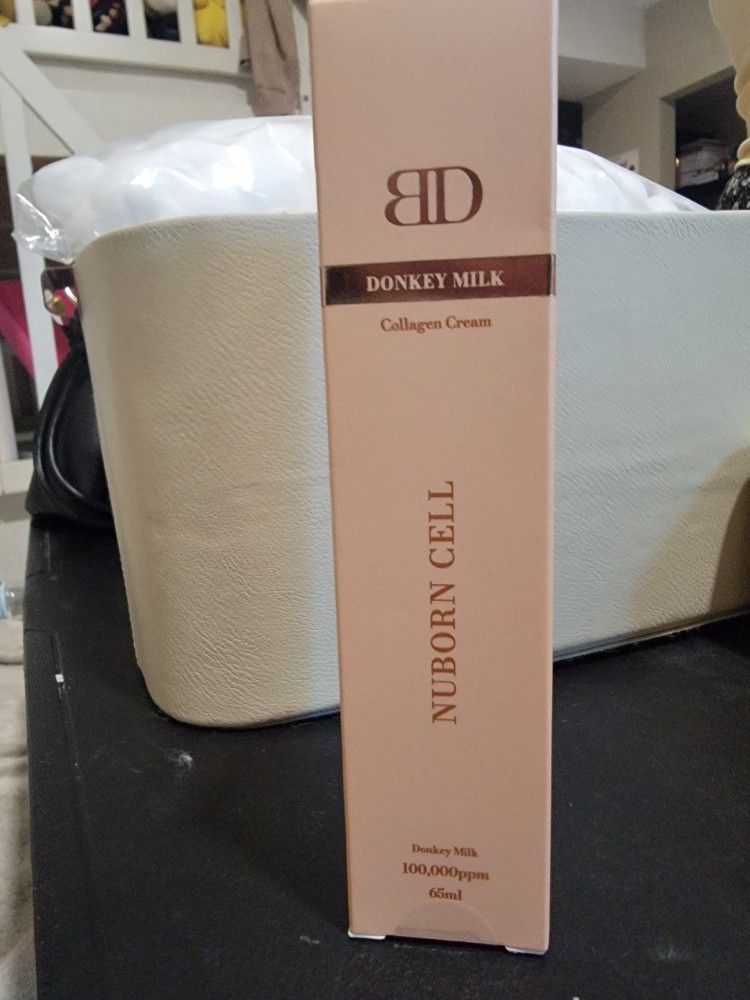 BD
DONKEY MILK
Collagen Cream
NUBORN CELL
Donkey Milk
100,000ppm
65ml